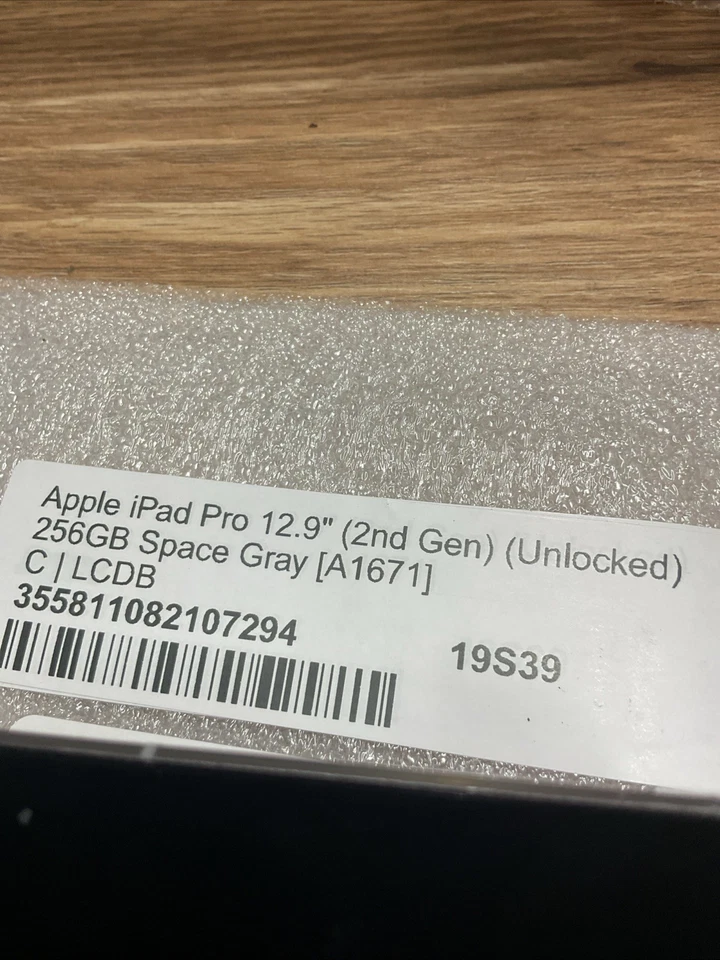 Apple iPad Pro 12.9" (2nd Gen) (Unlocked)
256GB Space Gray [A1671]
C | LCDB
355811082107294
19S39